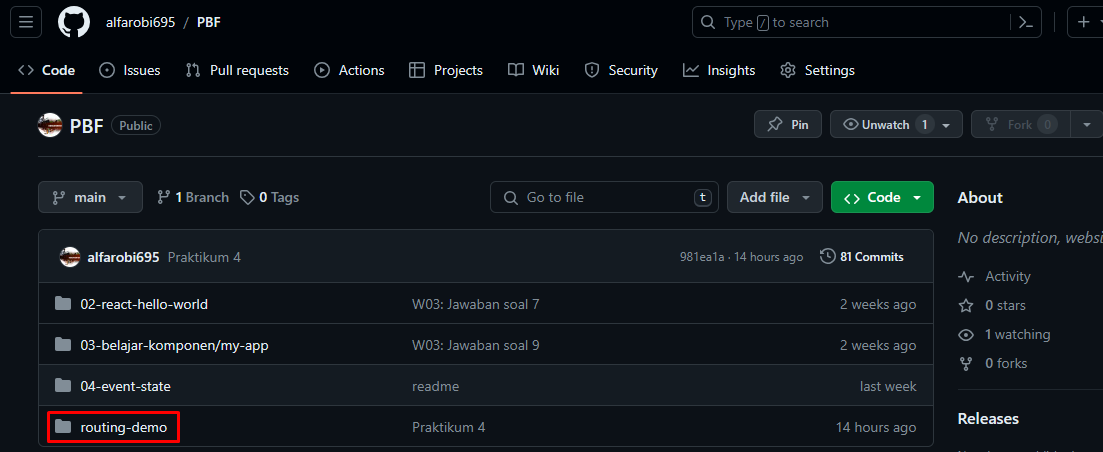 alfarobi695 / PBF
Type / to search
Code Issues Pull requests Actions Projects Wiki Security Insights Settings
PBF Public
Pin Unwatch 1 Fork 0
main 1 Branch 0 Tags Go to file t Add file Code
About
No description, websi
alfarobi695 Praktikum 4 981ea1a · 14 hours ago 81 Commits
Activity
02-react-hello-world W03: Jawaban soal 7 2 weeks ago
0 stars
03-belajar-komponen/my-app W03: Jawaban soal 9 2 weeks ago
1 watching
0 forks
04-event-state readme last week
Releases
routing-demo Praktikum 4 14 hours ago